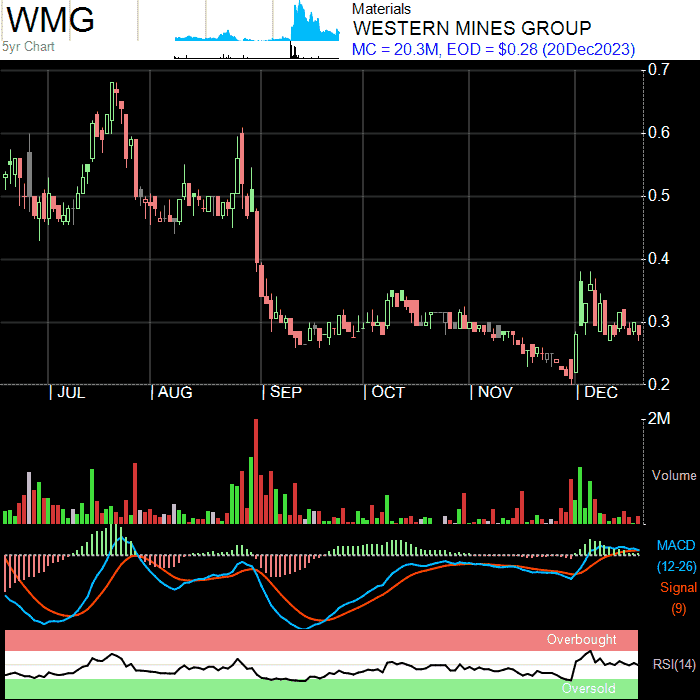 WMG
5yr Chart
Materials
WESTERN MINES GROUP
MC = 20.3M, EOD = $0.28 (20Dec2023)
0.7
0.6
0.5
0.4
0.3
0.2
| JUL | AUG | SEP | OCT | NOV | DEC
2M
Volume
MACD
(12-26)
Signal
(9)
Overbought
RSI(14)
Oversold